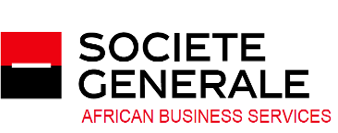 SOCIETE
GENERALE
AFRICAN BUSINESS SERVICES